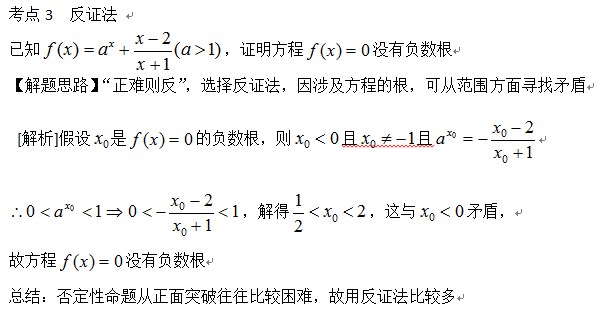 考点 3 反证法
已知 f(x) = a^x + \frac{x-2}{x+1} (a > 1)，证明方程 f(x) = 0 没有负数根
【解题思路】“正难则反”，选择反证法，因涉及方程的根，可从范围方面寻找矛盾
[解析]假设 x_0 是 f(x) = 0 的负数根，则 x_0 < 0 且 x_0 ≠ -1 且 a^{x_0} = -\frac{x_0-2}{x_0+1}
∴ 0 < a^{x_0} < 1 ⇒ 0 < -\frac{x_0-2}{x_0+1} < 1，解得 \frac{1}{2} < x_0 < 2，这与 x_0 < 0 矛盾，
故方程 f(x) = 0 没有负数根
总结：否定性命题从正面突破往往比较困难，故用反证法比较多